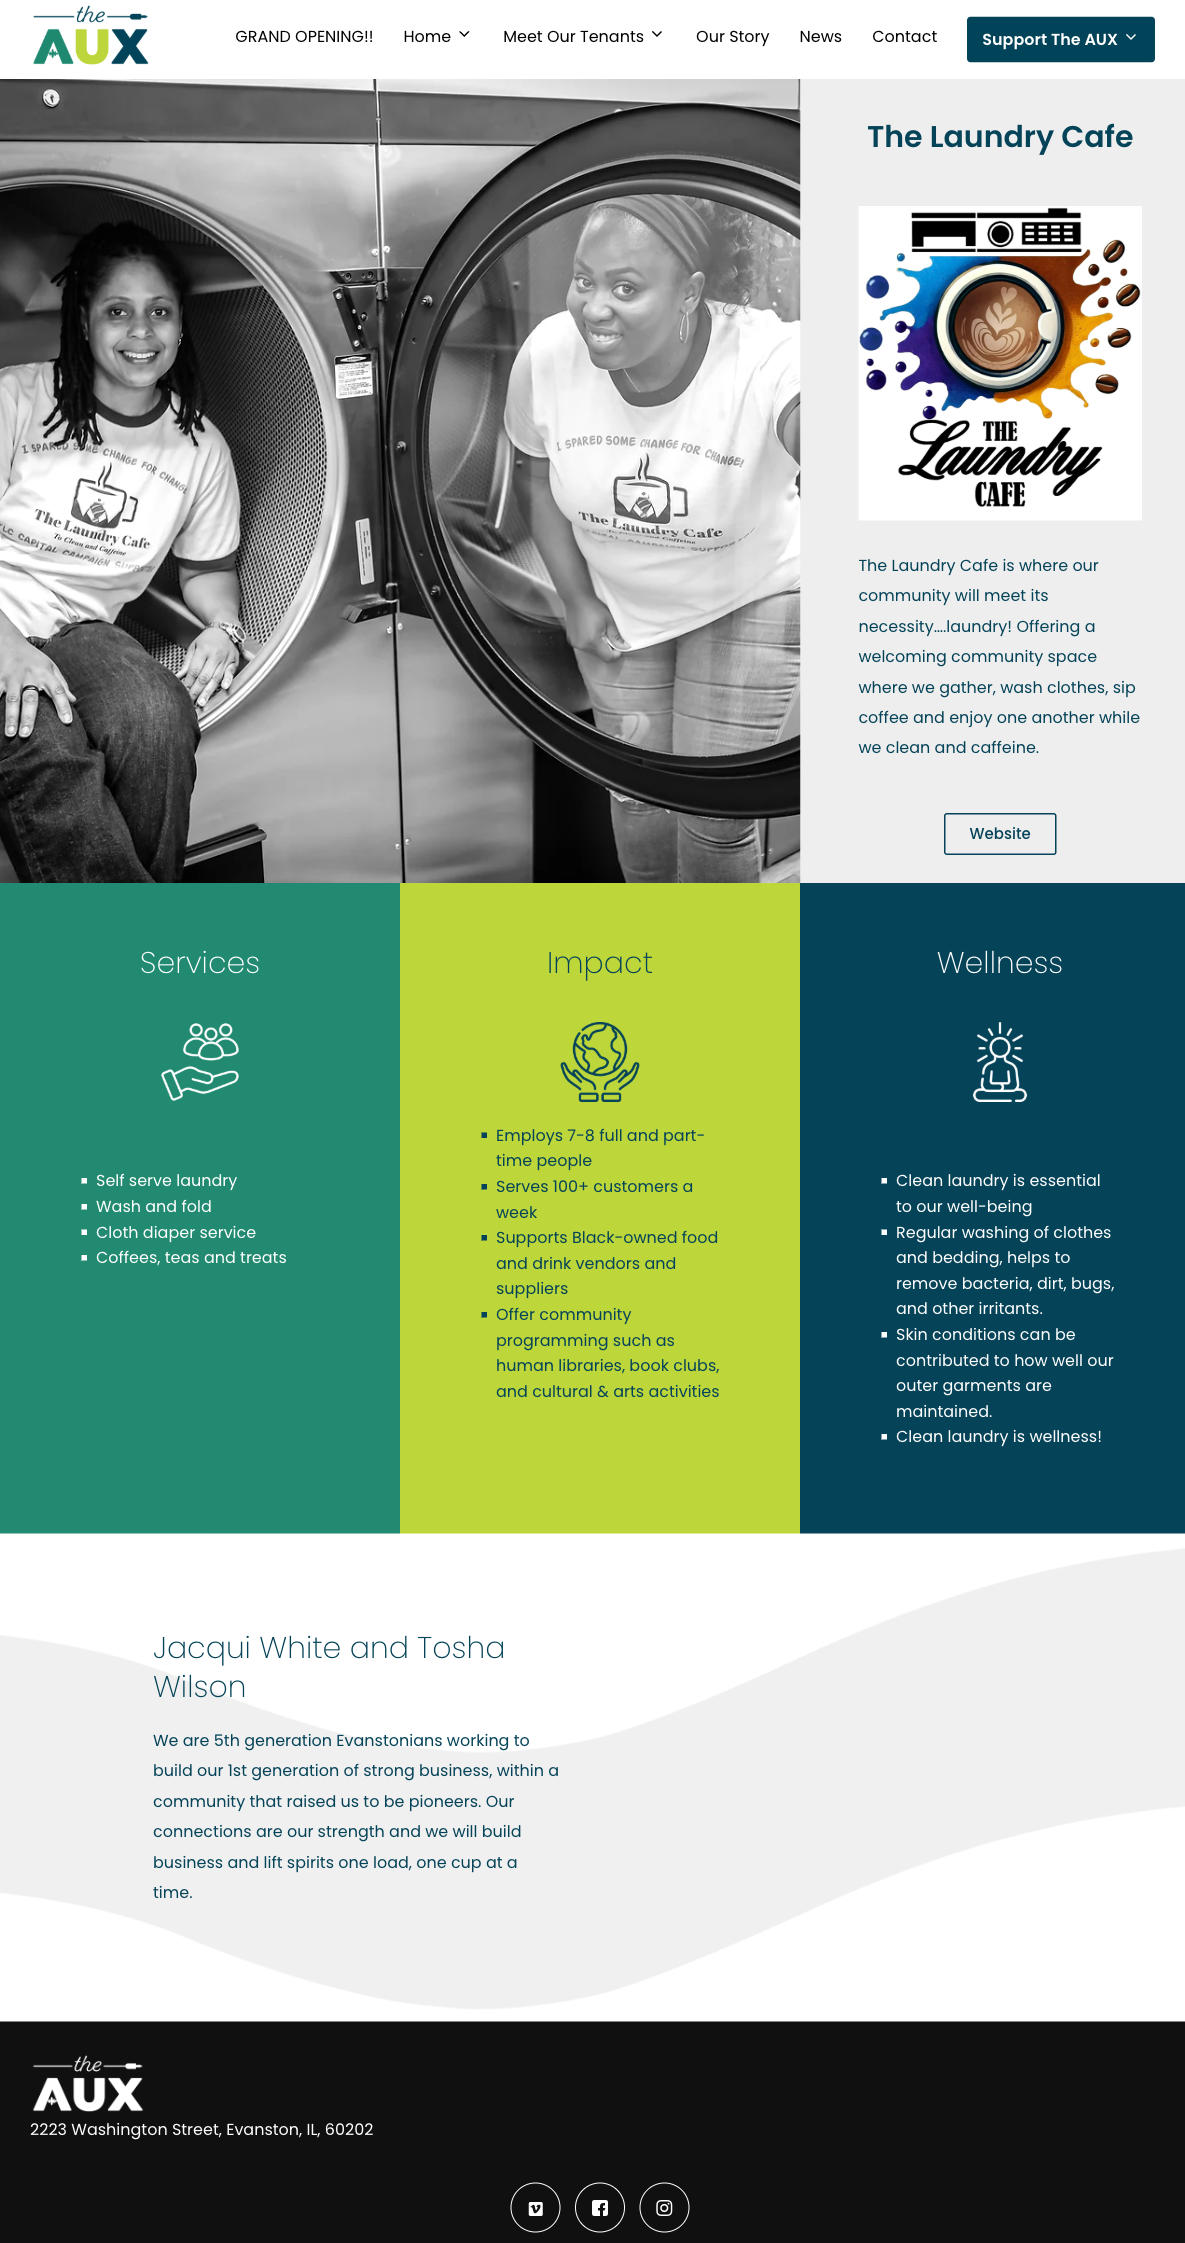 the
AUX
GRAND OPENING!!
Home
Meet Our Tenants
Our Story
News
Contact
Support The AUX
I SPARED SOME CHANGE FOR CHANGE
The Laundry Cafe
To Clean and Caffeine
TLC CAPITAL CAMPAIGN
I SPARED SOME CHANGE FOR CHANGE!
The Laundry Cafe
To Clean and Caffeine
CAMPAIGN
The Laundry Cafe
THE
Laundry
CAFE
The Laundry Cafe is where our
community will meet its
necessity....laundry! Offering a
welcoming community space
where we gather, wash clothes, sip
coffee and enjoy one another while
we clean and caffeine.
Website
Services
Self serve laundry
Wash and fold
Cloth diaper service
Coffees, teas and treats
Impact
Employs 7-8 full and part-
time people
Serves 100+ customers a
week
Supports Black-owned food
and drink vendors and
suppliers
Offer community
programming such as
human libraries, book clubs,
and cultural & arts activities
Wellness
Clean laundry is essential
to our well-being
Regular washing of clothes
and bedding, helps to
remove bacteria, dirt, bugs,
and other irritants.
Skin conditions can be
contributed to how well our
outer garments are
maintained.
Clean laundry is wellness!
Jacqui White and Tosha
Wilson
We are 5th generation Evanstonians working to
build our 1st generation of strong business, within a
community that raised us to be pioneers. Our
connections are our strength and we will build
business and lift spirits one load, one cup at a
time.
the
AUX
2223 Washington Street, Evanston, IL, 60202